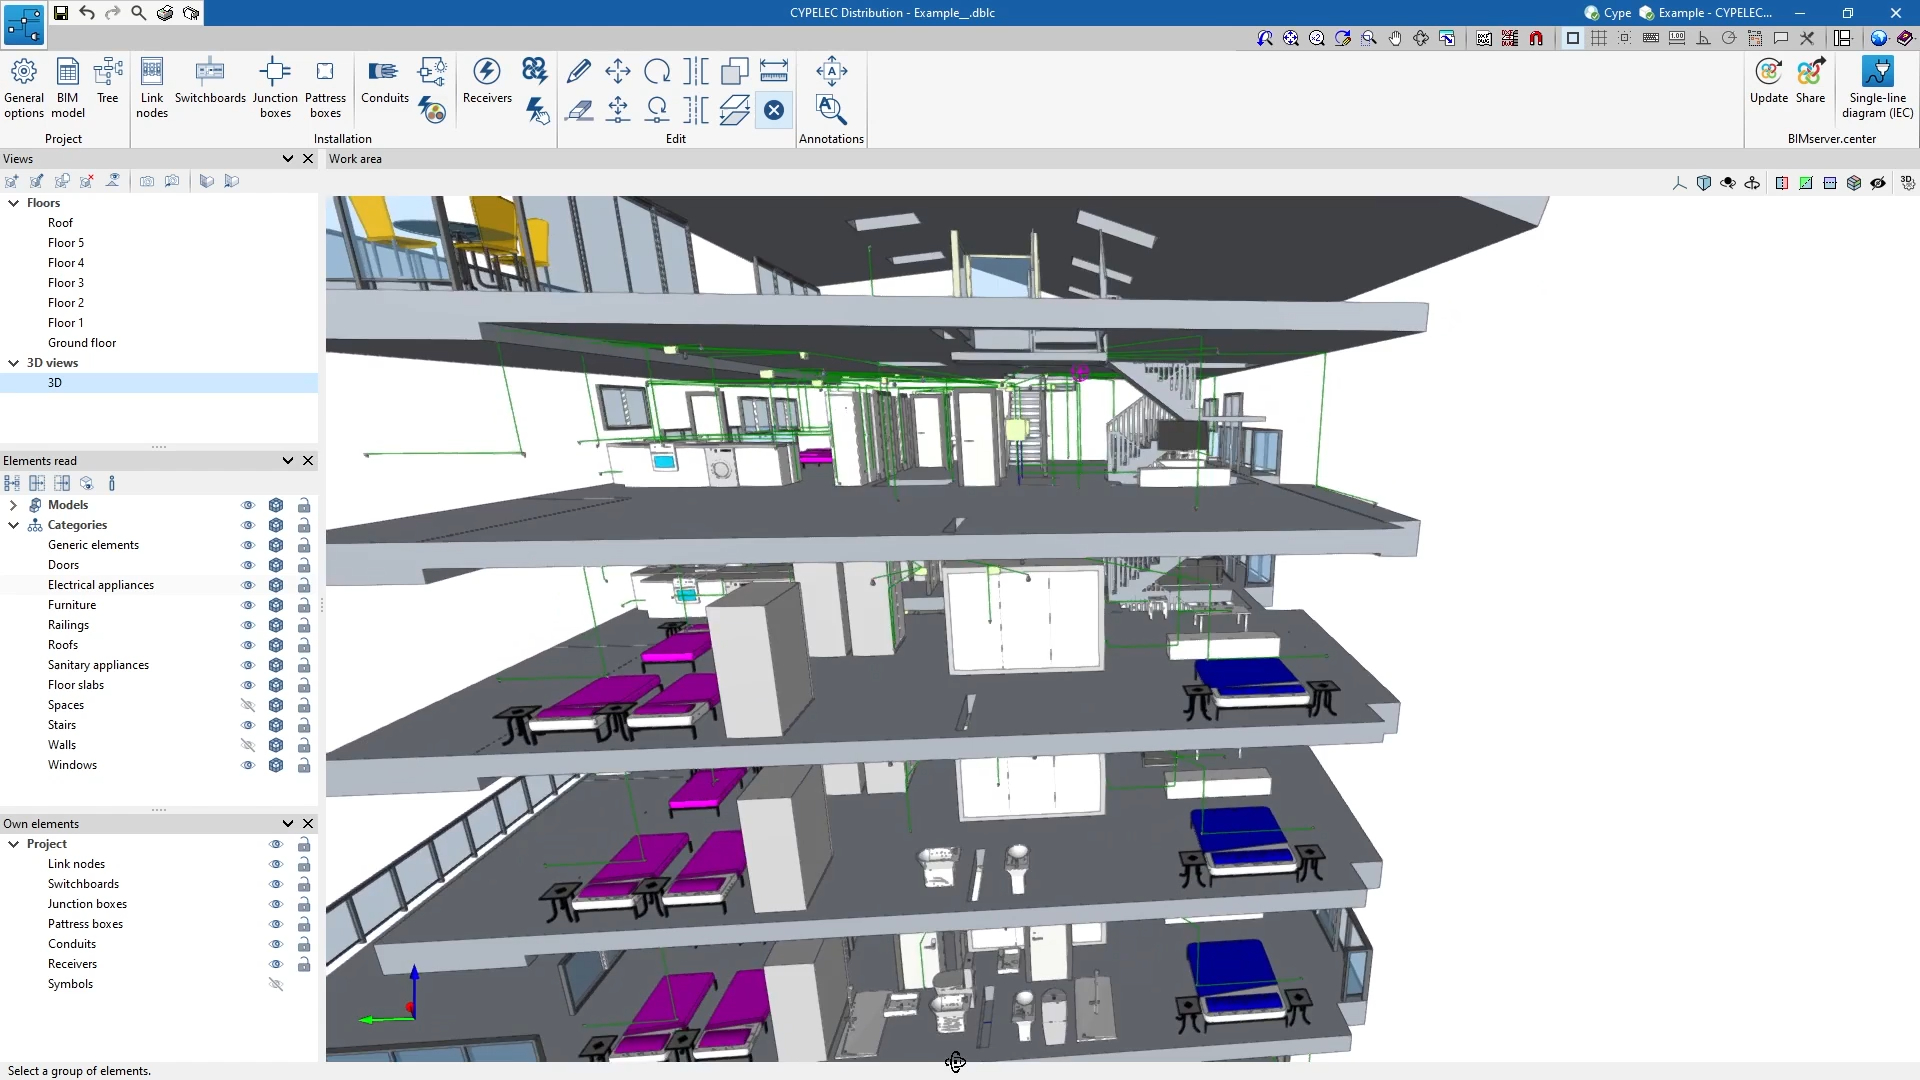 CYPELEC Distribution - Example__.dblc
Cype
Example - CYPELEC...
General options
BIM model
Tree
Project
Link nodes
Switchboards
Junction boxes
Pattress boxes
Conduits
Receivers
Installation
Edit
Annotations
Update
Share
Single-line diagram (IEC)
BIMserver.center
Views
Work area
Floors
Roof
Floor 5
Floor 4
Floor 3
Floor 2
Floor 1
Ground floor
3D views
3D
Elements read
Models
Categories
Generic elements
Doors
Electrical appliances
Furniture
Railings
Roofs
Sanitary appliances
Floor slabs
Spaces
Stairs
Walls
Windows
Own elements
Project
Link nodes
Switchboards
Junction boxes
Pattress boxes
Conduits
Receivers
Symbols
Select a group of elements.